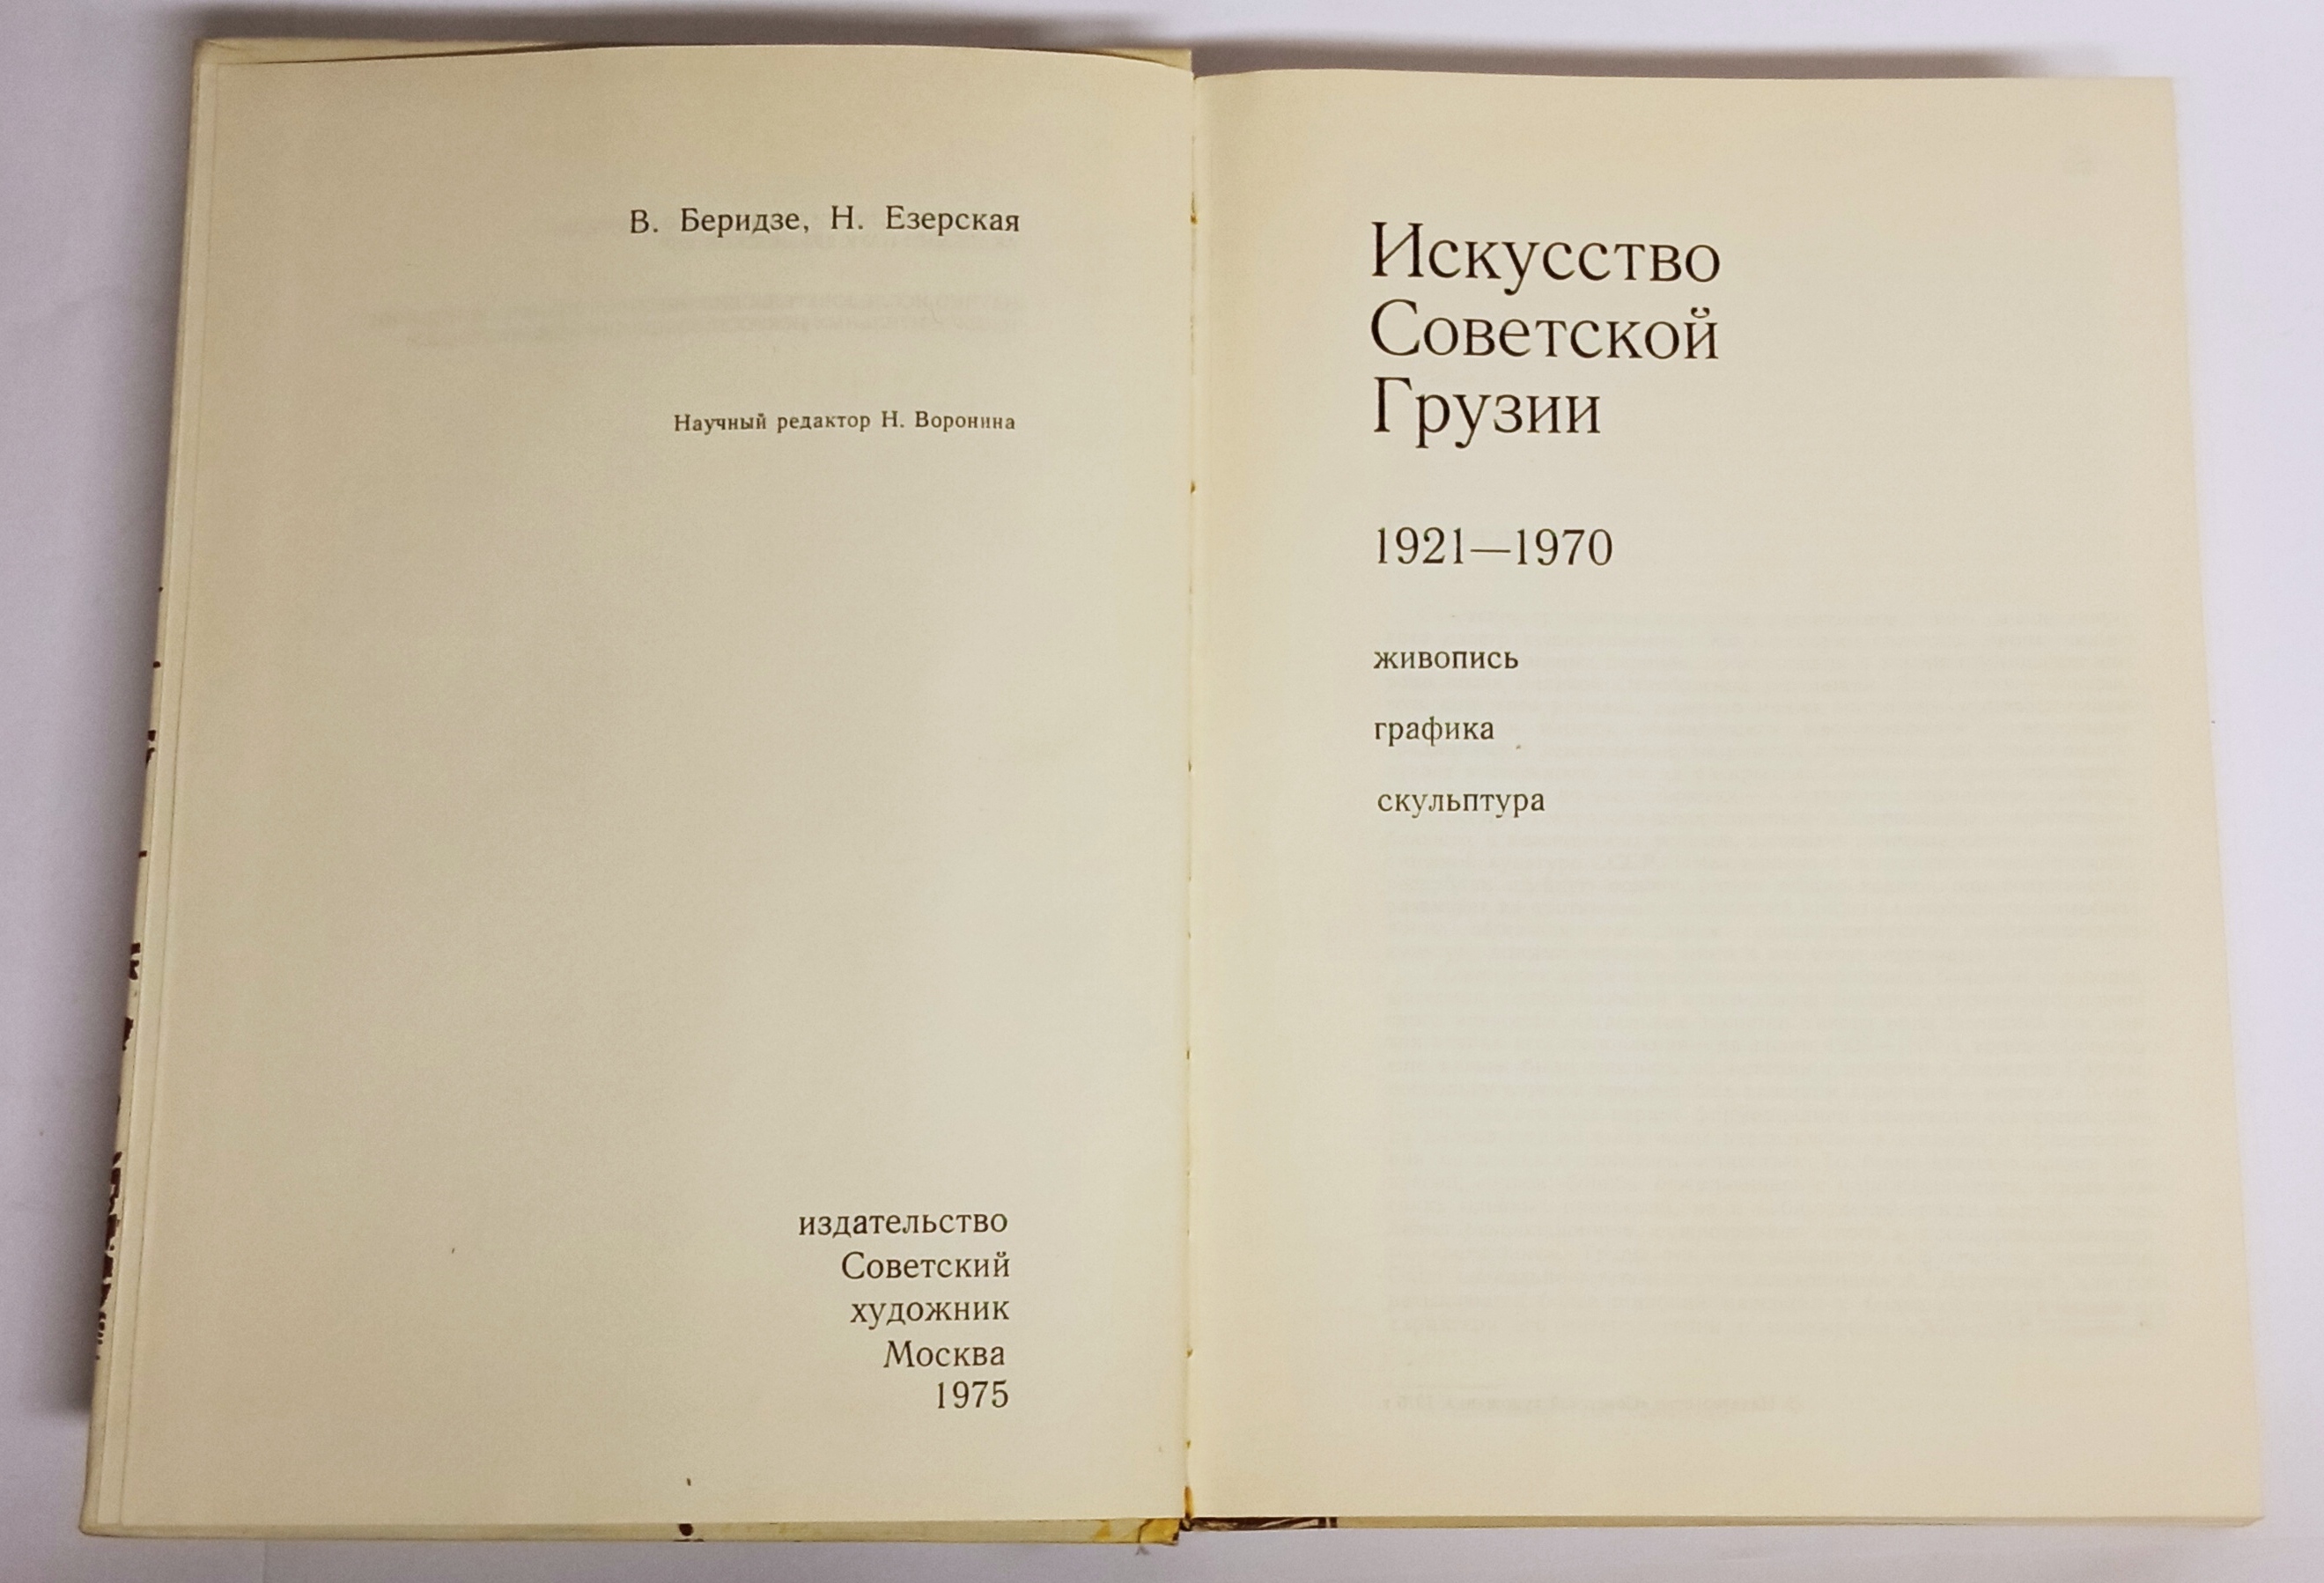 В. Беридзе, Н. Езерская
Научный редактор Н. Воронина
издательство
Советский
художник
Москва
1975
Искусство
Советской
Грузии
1921—1970
живопись
графика
скульптура